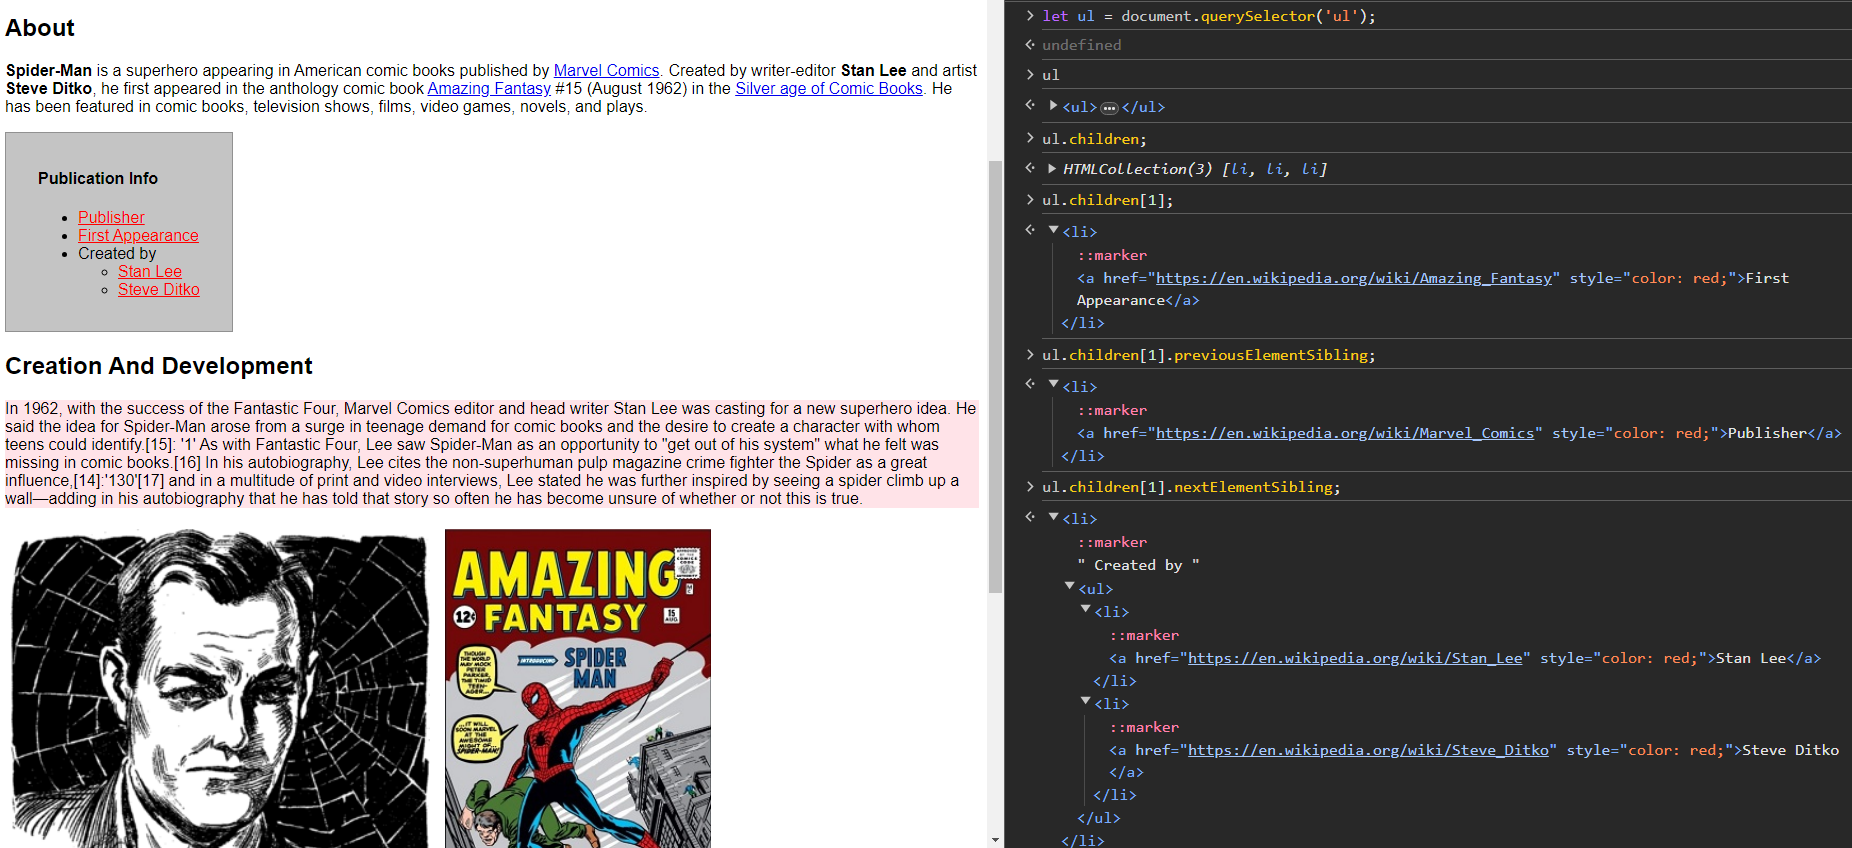 About
Spider-Man is a superhero appearing in American comic books published by Marvel Comics. Created by writer-editor Stan Lee and artist
Steve Ditko, he first appeared in the anthology comic book Amazing Fantasy #15 (August 1962) in the Silver age of Comic Books. He
has been featured in comic books, television shows, films, video games, novels, and plays.
Publication Info
• Publisher
• First Appearance
• Created by
◦ Stan Lee
◦ Steve Ditko
Creation And Development
In 1962, with the success of the Fantastic Four, Marvel Comics editor and head writer Stan Lee was casting for a new superhero idea. He
said the idea for Spider-Man arose from a surge in teenage demand for comic books and the desire to create a character with whom
teens could identify.[15]: '1' As with Fantastic Four, Lee saw Spider-Man as an opportunity to "get out of his system" what he felt was
missing in comic books.[16] In his autobiography, Lee cites the non-superhuman pulp magazine crime fighter the Spider as a great
influence,[14]:'130'[17] and in a multitude of print and video interviews, Lee stated he was further inspired by seeing a spider climb up a
wall—adding in his autobiography that he has told that story so often he has become unsure of whether or not this is true.
AMAZING
FANTASY
12¢
15
AUG.
APPROVED
BY THE
COMICS
CODE
AUTHORITY
INTRODUCING
SPIDER
MAN
THOUGH
THE WORLD
MAY MOCK
PETER
PARKER,
THE TIMID
TEEN-
AGER...
...IT WILL
SOON MARVEL
AT THE
AWESOME
MIGHT OF...
SPIDER-MAN!
let ul = document.querySelector('ul');
undefined
ul
<ul>…</ul>
ul.children;
HTMLCollection(3) [li, li, li]
ul.children[1];
<li>
::marker
<a href="https://en.wikipedia.org/wiki/Amazing_Fantasy" style="color: red;">First
Appearance</a>
</li>
ul.children[1].previousElementSibling;
<li>
::marker
<a href="https://en.wikipedia.org/wiki/Marvel_Comics" style="color: red;">Publisher</a>
</li>
ul.children[1].nextElementSibling;
<li>
::marker
" Created by "
<ul>
<li>
::marker
<a href="https://en.wikipedia.org/wiki/Stan_Lee" style="color: red;">Stan Lee</a>
</li>
<li>
::marker
<a href="https://en.wikipedia.org/wiki/Steve_Ditko" style="color: red;">Steve Ditko
</a>
</li>
</ul>
</li>